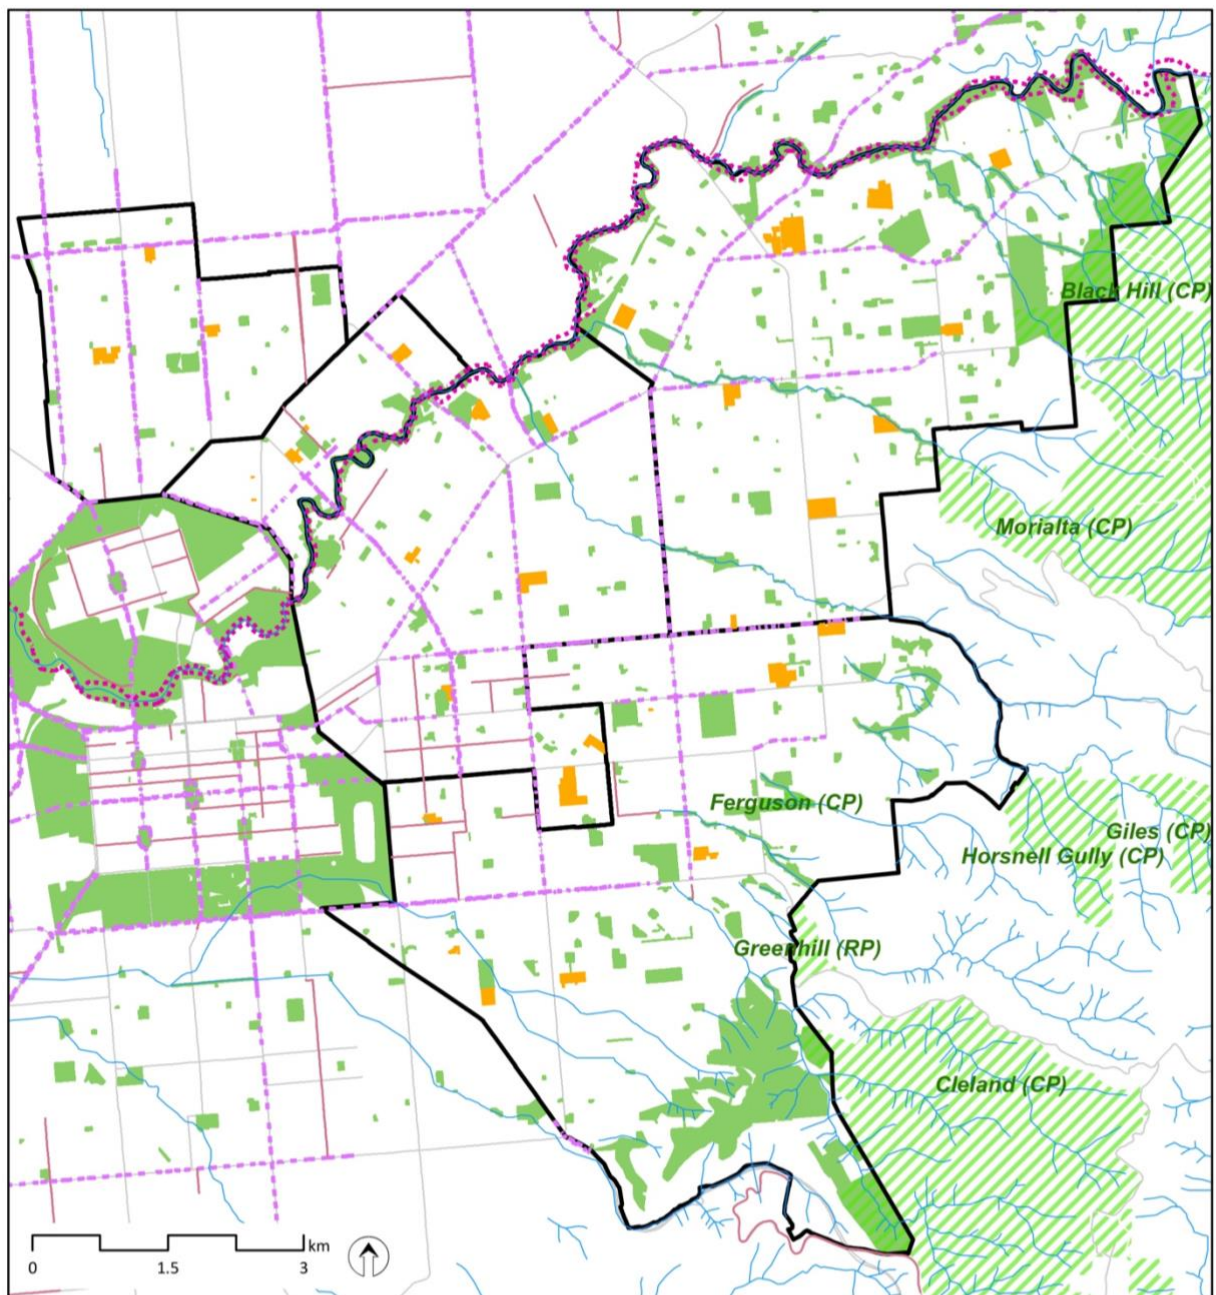 Black Hill (CP)
Morialta (CP)
Ferguson (CP)
Giles (CP)
Horsnell Gully (CP)
Greenhill (RP)
Cleland (CP)
km
0 1.5 3